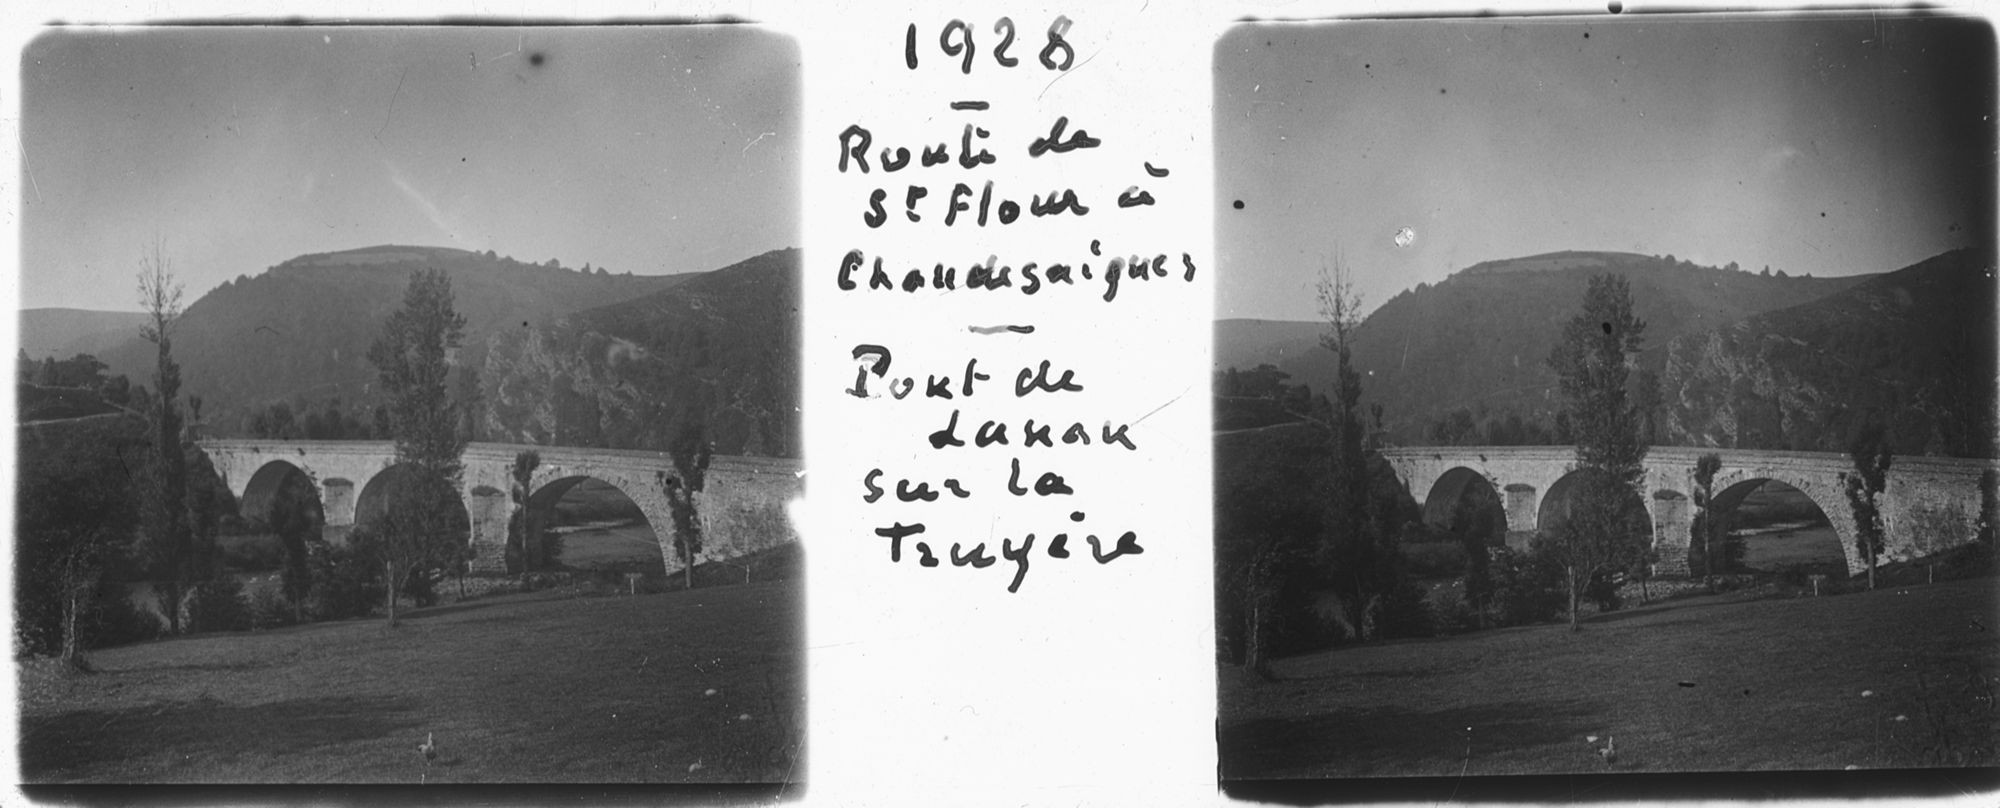 1928
Route de
St Flour à
Chaudesaigues
Pont de
Lanau
sur la
Truyère